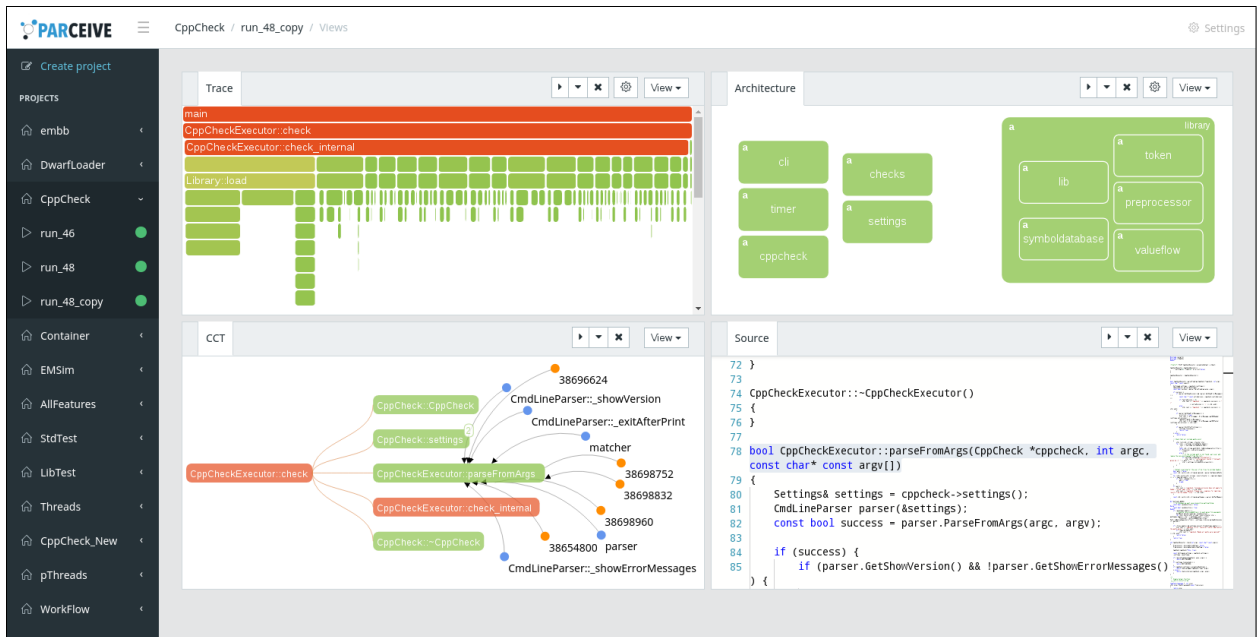 PARCEIVE
CppCheck / run_48_copy / Views
Settings
Create project
PROJECTS
embb
DwarfLoader
CppCheck
run_46
run_48
run_48_copy
Container
EMSim
AllFeatures
StdTest
LibTest
Threads
CppCheck_New
pThreads
WorkFlow
Trace
View
main
CppCheckExecutor::check
CppCheckExecutor::check_internal
Library::load
Architecture
View
a
cli
a
timer
a
cppcheck
a
checks
a
settings
a
library
a
lib
a
symboldatabase
a
token
a
preprocessor
a
valueflow
CCT
View
CppCheckExecutor::check
CppCheck::CppCheck
CppCheck::settings
2
CppCheckExecutor::parseFromArgs
CppCheckExecutor::check_internal
CppCheck::~CppCheck
38696624
CmdLineParser::_showVersion
CmdLineParser::_exitAfterPrint
matcher
38698752
38698832
38698960
38654800
parser
CmdLineParser::_showErrorMessages
Source
View
72 }
73
74 CppCheckExecutor::~CppCheckExecutor()
75 {
76 }
77
78 bool CppCheckExecutor::parseFromArgs(CppCheck *cppcheck, int argc,
const char* const argv[])
79 {
80 Settings& settings = cppcheck->settings();
81 CmdLineParser parser(&settings);
82 const bool success = parser.ParseFromArgs(argc, argv);
83
84 if (success) {
85 if (parser.GetShowVersion() && !parser.GetShowErrorMessages()
) {